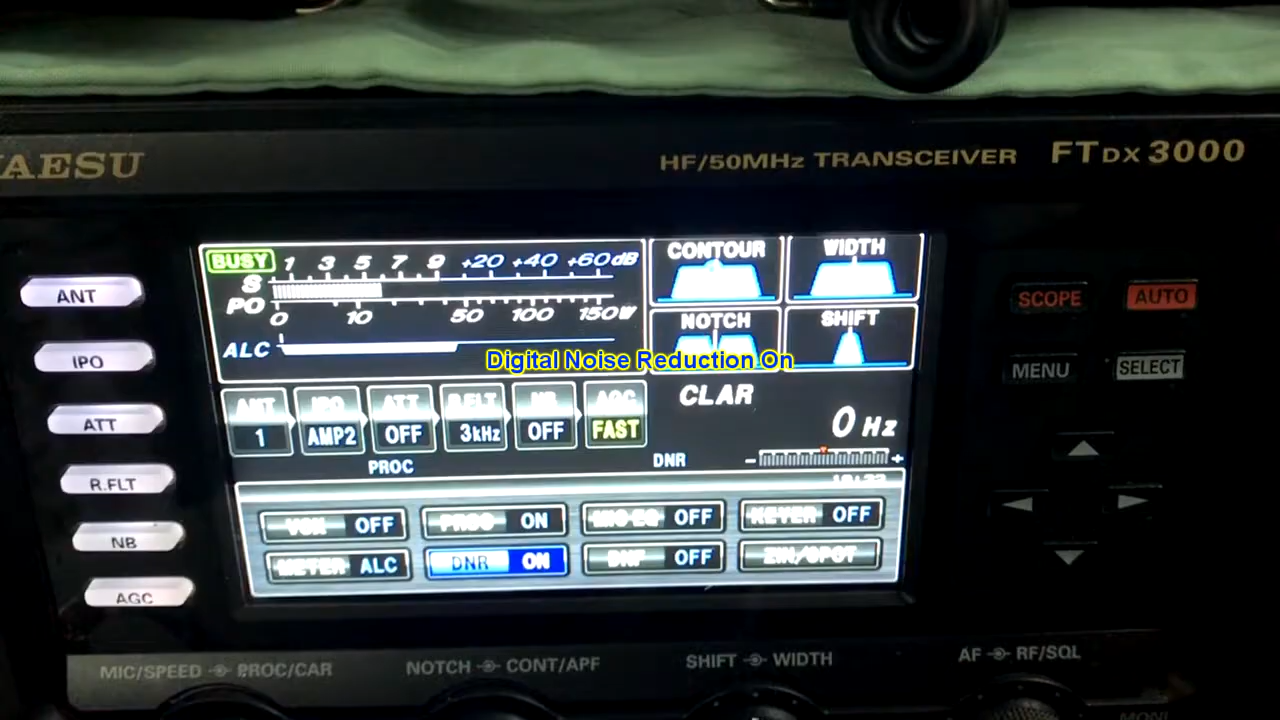 YAESU
HF/50MHz TRANSCEIVER FTDX 3000
BUSY 1 3 5 7 9 +20 +40 +60dB
S
PO
0 10 50 100 150W
ALC
CONTOUR
WIDTH
NOTCH
SHIFT
Digital Noise Reduction On
ANT
1
IPO
AMP2
ATT
OFF
R.FLT
3kHz
NB
OFF
AGC
FAST
CLAR
0 Hz
PROC
DNR
- +
VOX OFF
PROC ON
MIC EQ OFF
KEYER OFF
METER ALC
DNR ON
DNF OFF
ZIN/SPOT
ANT
IPO
ATT
R.FLT
NB
AGC
SCOPE
AUTO
MENU
SELECT
MIC/SPEED PROC/CAR
NOTCH CONT/APF
SHIFT WIDTH
AF RF/SQL